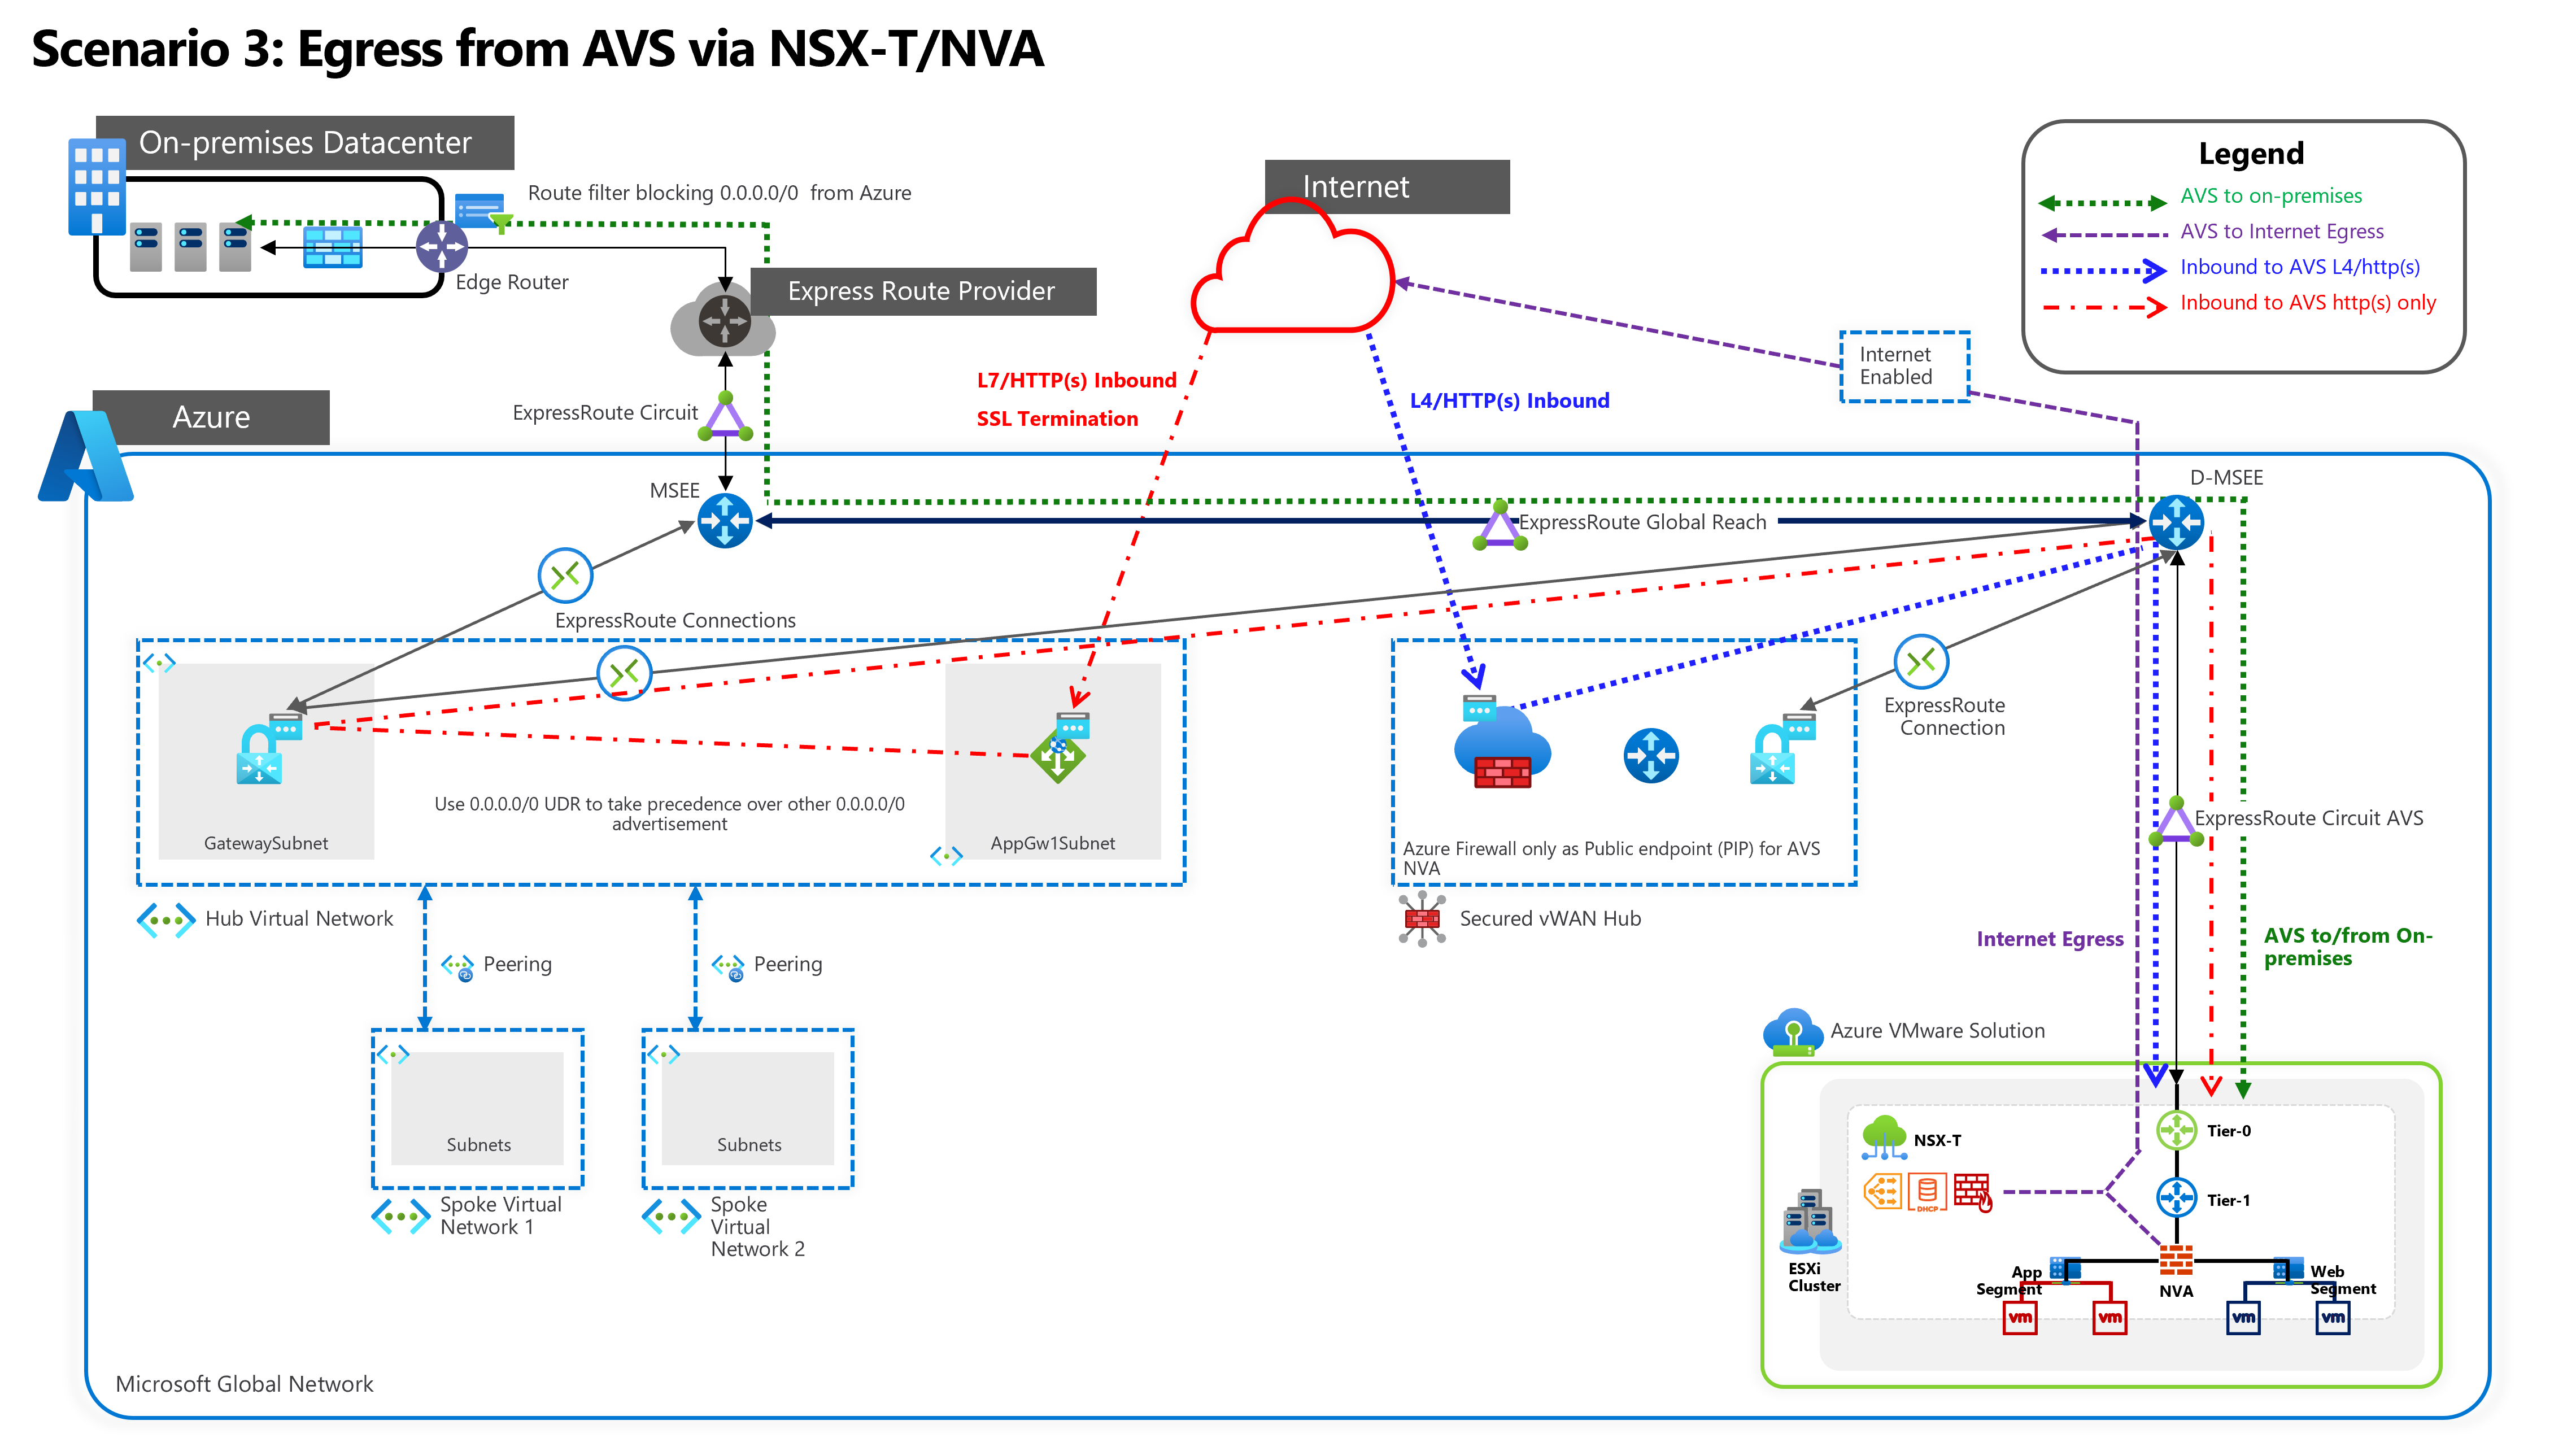 Scenario 3: Egress from AVS via NSX-T/NVA
On-premises Datacenter
Route filter blocking 0.0.0.0/0  from Azure
Edge Router
Express Route Provider
Internet
Legend
AVS to on-premises
AVS to Internet Egress
Inbound to AVS L4/http(s)
Inbound to AVS http(s) only
Internet
Enabled
Azure
ExpressRoute Circuit
L7/HTTP(s) Inbound
SSL Termination
L4/HTTP(s) Inbound
MSEE
D-MSEE
ExpressRoute Global Reach
ExpressRoute Connections
ExpressRoute
Connection
Use 0.0.0.0/0 UDR to take precedence over other 0.0.0.0/0
advertisement
GatewaySubnet
AppGw1Subnet
Azure Firewall only as Public endpoint (PIP) for AVS
NVA
ExpressRoute Circuit AVS
Hub Virtual Network
Secured vWAN Hub
Internet Egress
AVS to/from On-
premises
Peering
Peering
Subnets
Subnets
Spoke Virtual
Network 1
Spoke
Virtual
Network 2
Azure VMware Solution
NSX-T
DHCP
Tier-0
Tier-1
ESXi
Cluster
App
Segment
NVA
Web
Segment
vm
vm
vm
vm
Microsoft Global Network